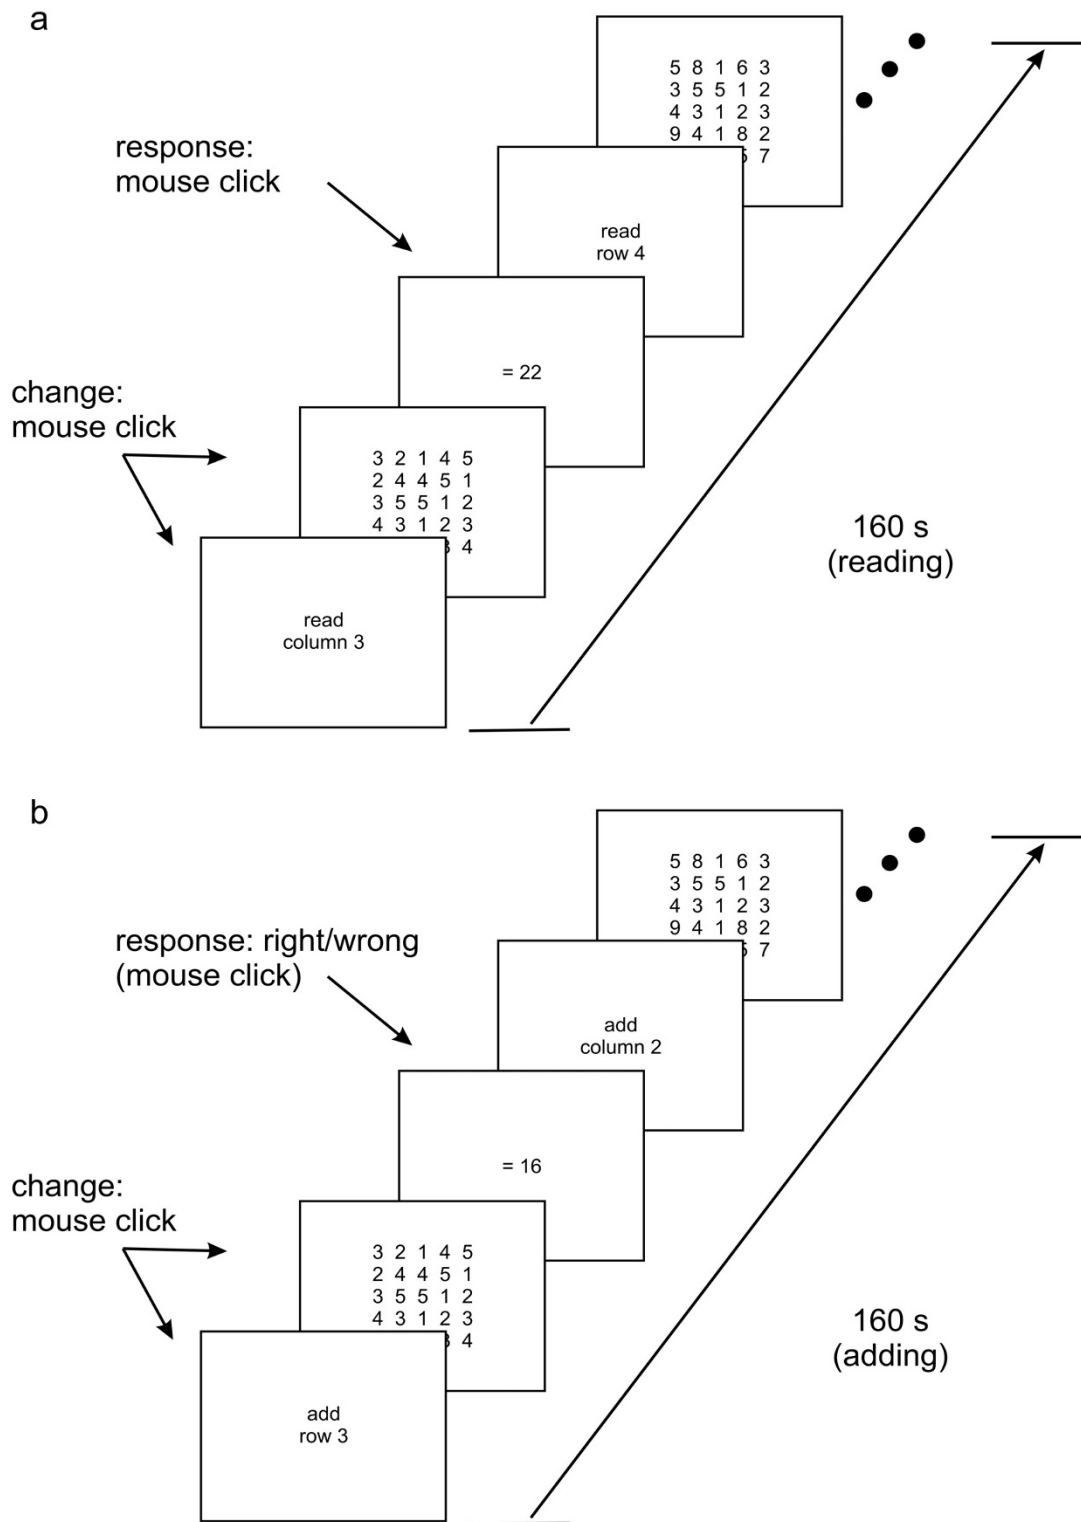 a
5 8 1 6 3
3 5 5 1 2
4 3 1 2 3
9 4 1 8 2
7
response:
mouse click
read
row 4
= 22
change:
mouse click
3 2 1 4 5
2 4 4 5 1
3 5 5 1 2
4 3 1 2 3
4
read
column 3
160 s
(reading)
b
5 8 1 6 3
3 5 5 1 2
4 3 1 2 3
9 4 1 8 2
7
response: right/wrong
(mouse click)
add
column 2
= 16
change:
mouse click
3 2 1 4 5
2 4 4 5 1
3 5 5 1 2
4 3 1 2 3
4
add
row 3
160 s
(adding)